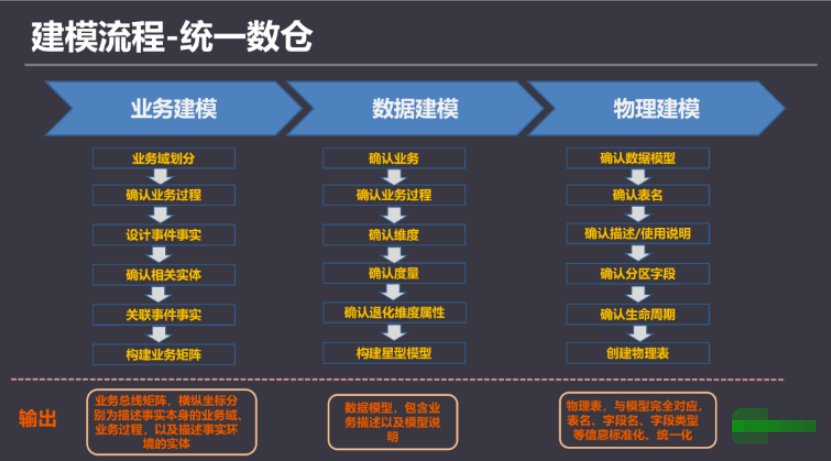 建模流程-统一数仓
业务建模
数据建模
物理建模
业务域划分
确认业务过程
设计事件事实
确认相关实体
关联事件事实
构建业务矩阵
确认业务
确认业务过程
确认维度
确认度量
确认退化维度属性
构建星型模型
确认数据模型
确认表名
确认描述/使用说明
确认分区字段
确认生命周期
创建物理表
输出
业务总线矩阵，横纵坐标分
别为描述事实本身的业务域、
业务过程，以及描述事实环
境的实体
数据模型，包含业
务描述以及模型说
明
物理表，与模型完全对应，
表名、字段名、字段类型
等信息标准化、统一化